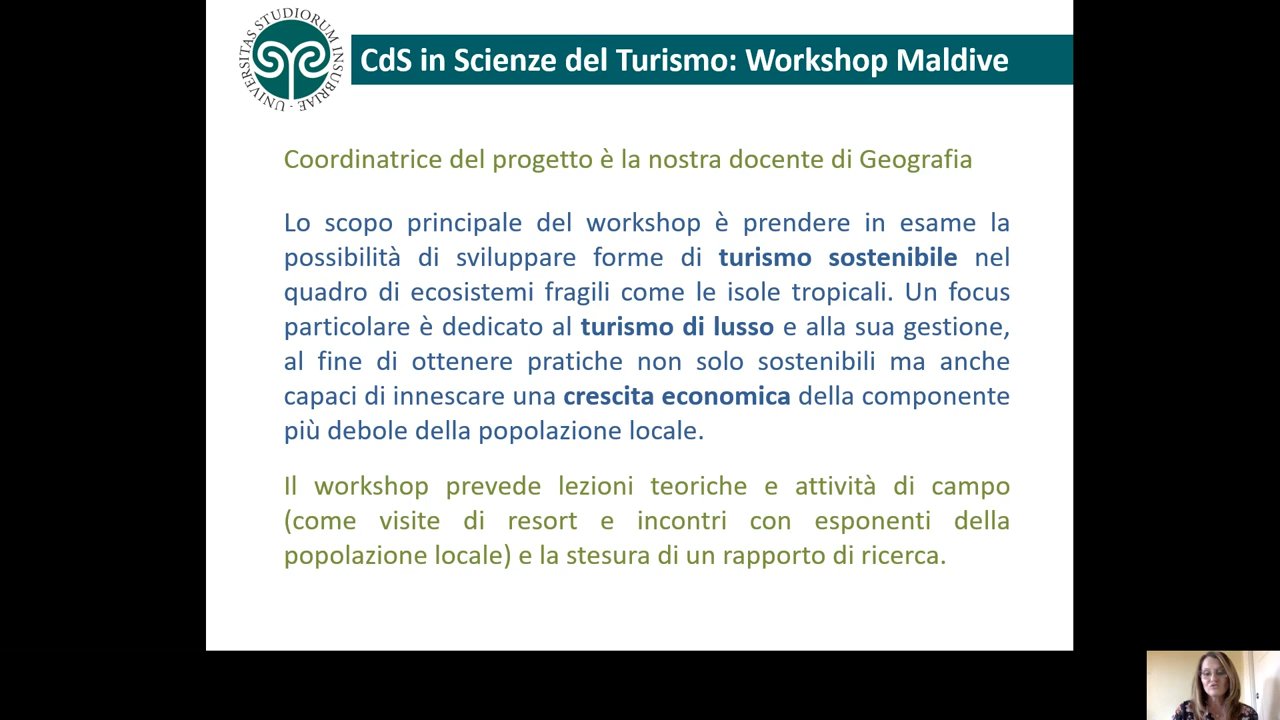 UNIVERSITAS STUDIORUM INSUBRIAE -
CdS in Scienze del Turismo: Workshop Maldive
Coordinatrice del progetto è la nostra docente di Geografia
Lo scopo principale del workshop è prendere in esame la
possibilità di sviluppare forme di turismo sostenibile nel
quadro di ecosistemi fragili come le isole tropicali. Un focus
particolare è dedicato al turismo di lusso e alla sua gestione,
al fine di ottenere pratiche non solo sostenibili ma anche
capaci di innescare una crescita economica della componente
più debole della popolazione locale.
Il workshop prevede lezioni teoriche e attività di campo
(come visite di resort e incontri con esponenti della
popolazione locale) e la stesura di un rapporto di ricerca.